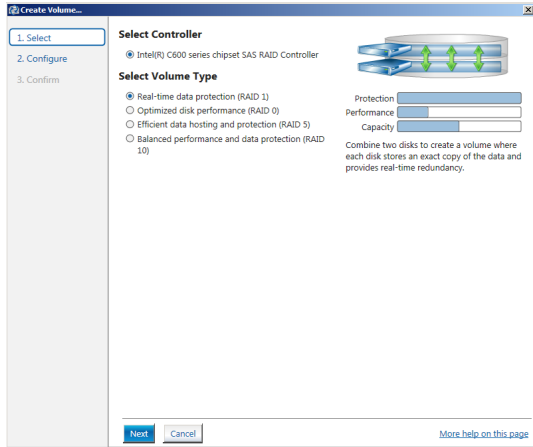 Create Volume...
1. Select
2. Configure
3. Confirm
Select Controller
Intel(R) C600 series chipset SAS RAID Controller
Select Volume Type
Real-time data protection (RAID 1)
Optimized disk performance (RAID 0)
Efficient data hosting and protection (RAID 5)
Balanced performance and data protection (RAID
10)
Protection
Performance
Capacity
Combine two disks to create a volume where
each disk stores an exact copy of the data and
provides real-time redundancy.
Next
Cancel
More help on this page